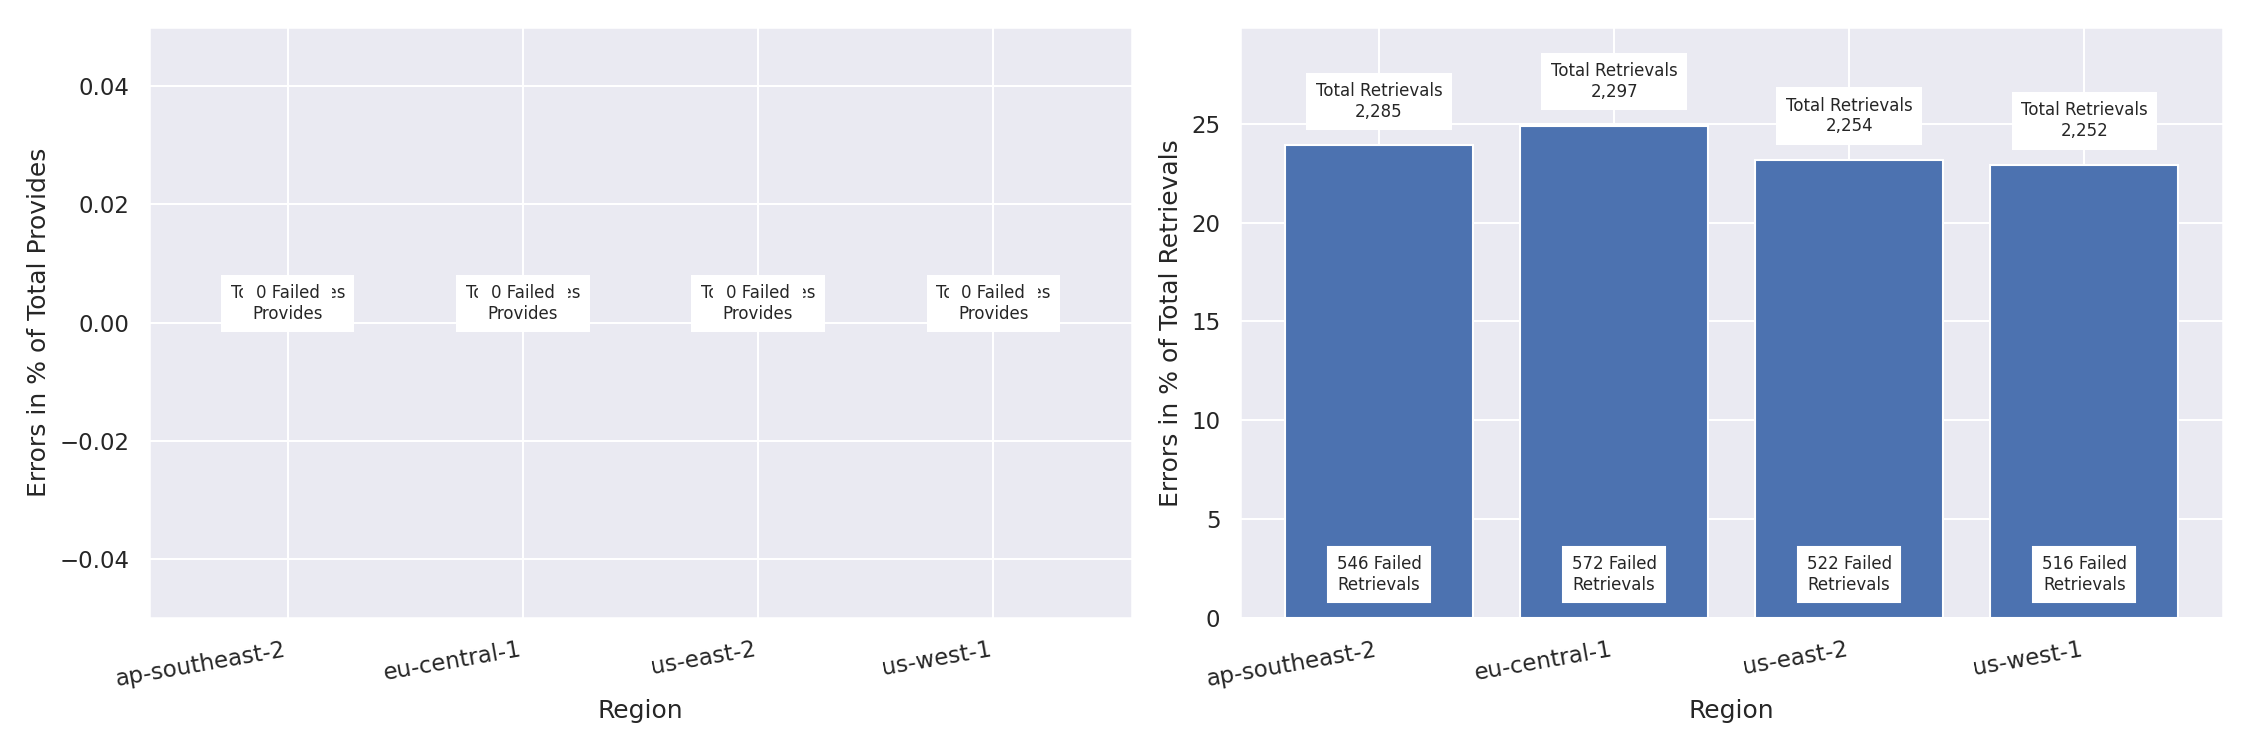 Errors in % of Total Provides
0.04
0.02
0.00
−0.02
−0.04
0 Failed
Provides
0 Failed
Provides
0 Failed
Provides
0 Failed
Provides
ap-southeast-2
eu-central-1
us-east-2
us-west-1
Region
Errors in % of Total Retrievals
25
20
15
10
5
0
Total Retrievals
2,285
Total Retrievals
2,297
Total Retrievals
2,254
Total Retrievals
2,252
546 Failed
Retrievals
572 Failed
Retrievals
522 Failed
Retrievals
516 Failed
Retrievals
ap-southeast-2
eu-central-1
us-east-2
us-west-1
Region